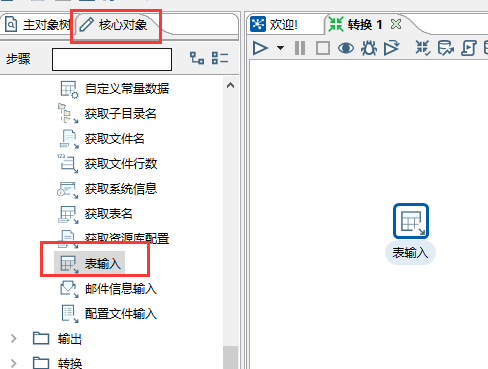 主对象树
核心对象
欢迎!
转换 1
步骤
自定义常量数据
获取子目录名
获取文件名
获取文件行数
获取系统信息
获取表名
获取资源库配置
表输入
邮件信息输入
配置文件输入
输出
转换
表输入